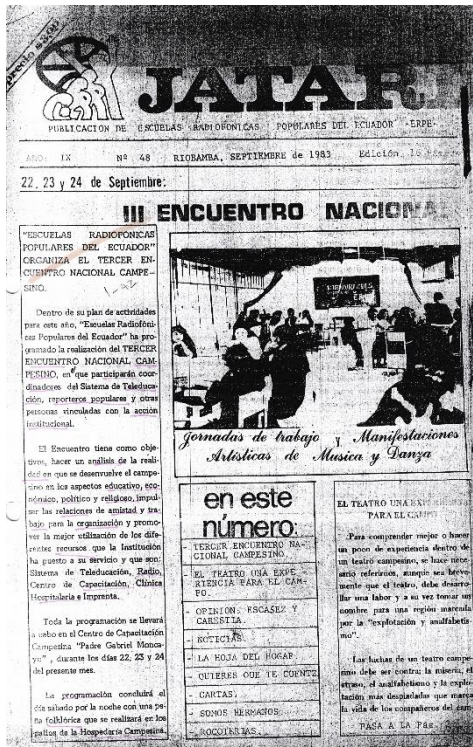 precio s/5,00
JATARI
PUBLICACION DE ESCUELAS RADIOFONICAS POPULARES DEL ECUADOR -ERPE-
AÑO: IX Nº 48 RIOBAMBA, SEPTIEMBRE de 1983 Edición
22, 23 y 24 de Septiembre:
III ENCUENTRO NACIONAL
"ESCUELAS RADIOFONICAS
POPULARES DEL ECUADOR"
ORGANIZA EL TERCER EN-
CUENTRO NACIONAL CAMPE-
SINO.
Dentro de su plan de actividades
para este año, "Escuelas Radiofóni-
cas Populares del Ecuador" ha pro-
gramado la realización del TERCER
ENCUENTRO NACIONAL CAM-
PESINO, en que participarán coor-
dinadores del Sistema de Teleduca-
ción, reporteros populares y otras
personas vinculadas con la acción
institucional.
El Encuentro tiene como obje-
tivos, hacer un análisis de la reali-
dad en que se desenvuelve el campe-
sino en los aspectos educativo, eco-
nómico, político y religioso, impul-
sar las relaciones de amistad y tra-
bajo para la organización y promo-
ver la mejor utilización de los dife-
rentes recursos que la Institución
ha puesto a su servicio y que son:
Sistema de Teleducación, Radio,
Centro de Capacitación, Clínica
Hospitalaria e Imprenta.
Toda la programación se llevará
a cabo en el Centro de Capacitación
Campesina "Padre Gabriel Monca-
yo" , durante los días 22, 23 y 24
del presente mes.
La programación concluirá el
día sábado por la noche con una pe-
ña folklórica que se realizará en los
patios de la Hospedería Campesina.
Jornadas de trabajo y Manifestaciones
Artísticas de Musica y Danza
en este
número:
- TERCER ENCUENTRO NA-
CIONAL CAMPESINO.
- EL TEATRO UNA EXPE-
RIENCIA PARA EL CAM-
PO.
- OPINION: ESCASEZ Y
CARESTIA.
- NOTICIAS.
- LA HOJA DEL HOGAR.
- QUIERES QUE TE CUENTE
- CARTAS.
- SOMOS HERMANOS.
- ROCOTERIAS.
EL TEATRO UNA EXPERIENCIA
PARA EL CAMPO
Para comprender mejor o hacer
un poco de experiencia dentro de
un teatro campesino, se hace nece-
sario referirnos, aunque sea breve-
mente que el teatro, debe desarro-
llar una labor y a su vez tomar un
nombre para una región marcada
por la "explotación y analfabetis-
mo".
Las luchas de un teatro campe-
sino debe ser contra: la miseria, el
atraso, el analfabetismo y la explo-
tación más despiadadas que marca
la vida de los compañeros del campo
PASA A LA Pág.